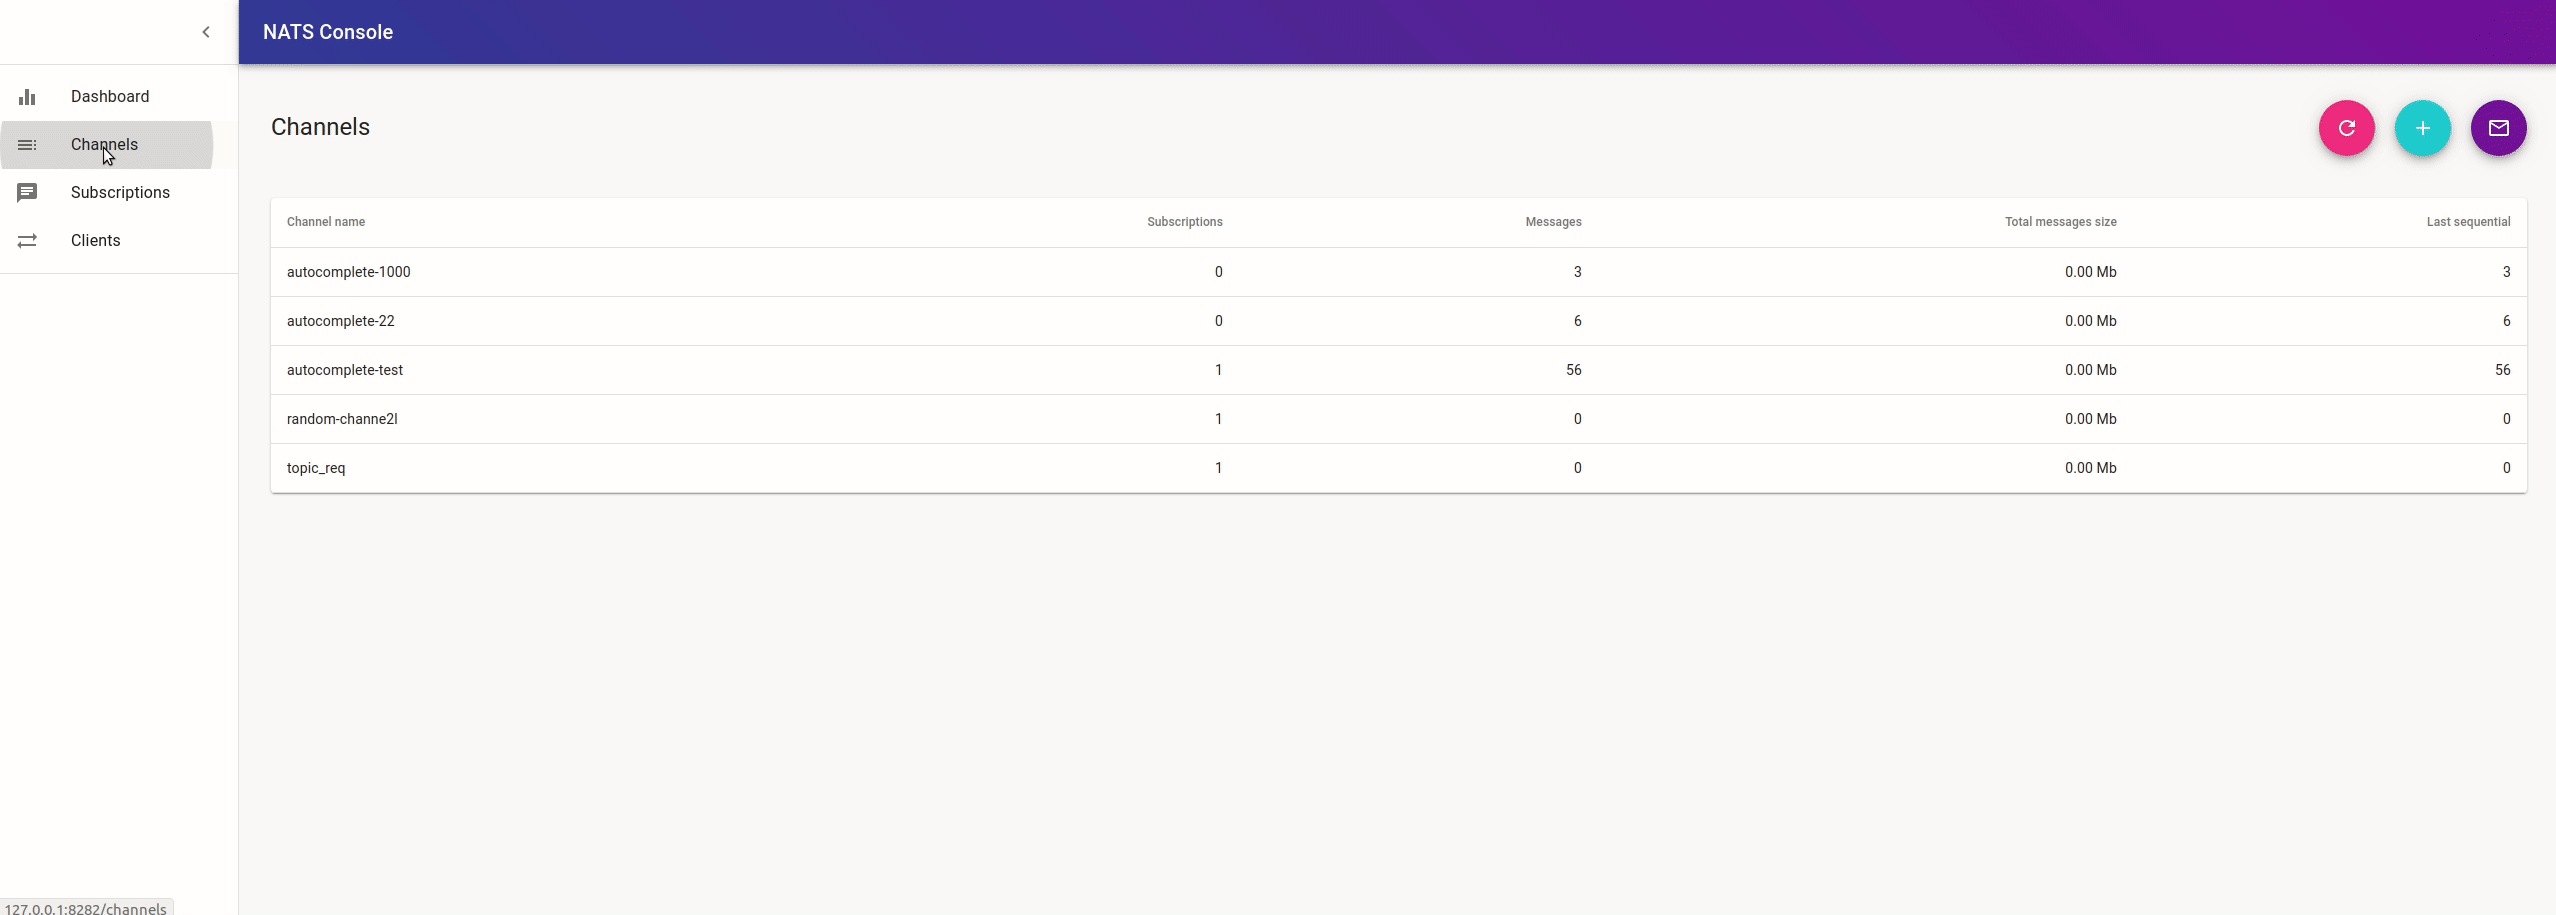 NATS Console
Dashboard
Channels
Subscriptions
Clients
Channels
Channel name Subscriptions Messages Total messages size Last sequential
autocomplete-1000 0 3 0.00 Mb 3
autocomplete-22 0 6 0.00 Mb 6
autocomplete-test 1 56 0.00 Mb 56
random-channe2l 1 0 0.00 Mb 0
topic_req 1 0 0.00 Mb 0
127.0.0.1:8282/channels